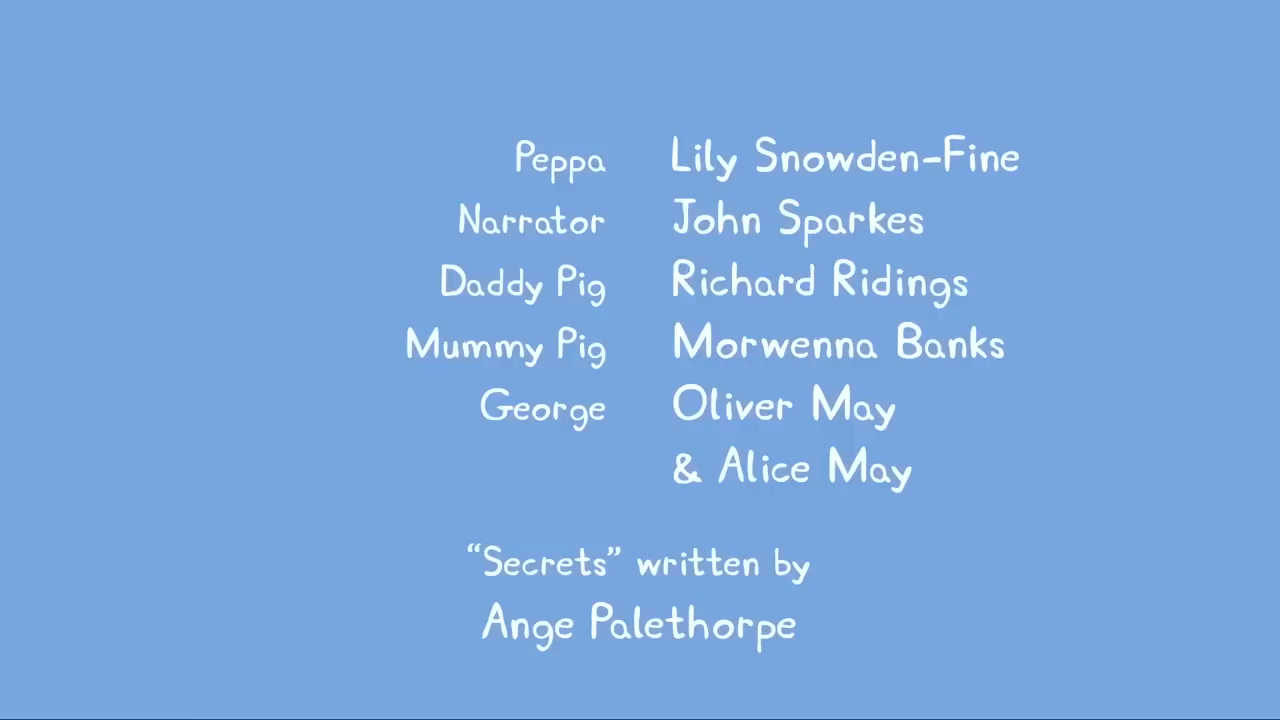 Peppa Lily Snowden-Fine
Narrator John Sparkes
Daddy Pig Richard Ridings
Mummy Pig Morwenna Banks
George Oliver May
& Alice May
“Secrets” written by
Ange Palethorpe